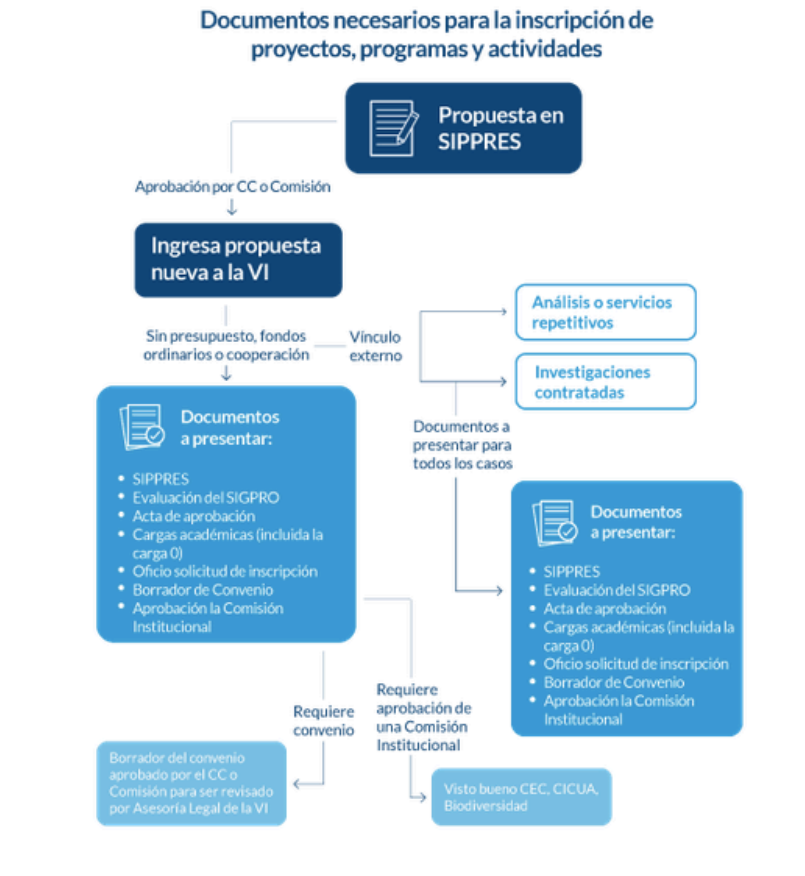 Documentos necesarios para la inscripción de
proyectos, programas y actividades
Propuesta en
SIPPRES
Aprobación por CC o Comisión
Ingresa propuesta
nueva a la VI
Sin presupuesto, fondos
ordinarios o cooperación
Vínculo
externo
Análisis o servicios
repetitivos
Investigaciones
contratadas
Documentos a
presentar para
todos los casos
Documentos
a presentar:
• SIPPRES
• Evaluación del SIGPRO
• Acta de aprobación
• Cargas académicas (incluida la
carga 0)
• Oficio solicitud de inscripción
• Borrador de Convenio
• Aprobación la Comisión
Institucional
Documentos
a presentar:
• SIPPRES
• Evaluación del SIGPRO
• Acta de aprobación
• Cargas académicas (incluida la
carga 0)
• Oficio solicitud de inscripción
• Borrador de Convenio
• Aprobación la Comisión
Institucional
Requiere
convenio
Requiere
aprobación de
una Comisión
Institucional
Borrador del convenio
aprobado por el CC o
Comisión para ser revisado
por Asesoría Legal de la VI
Visto bueno CEC, CICUA,
Biodiversidad